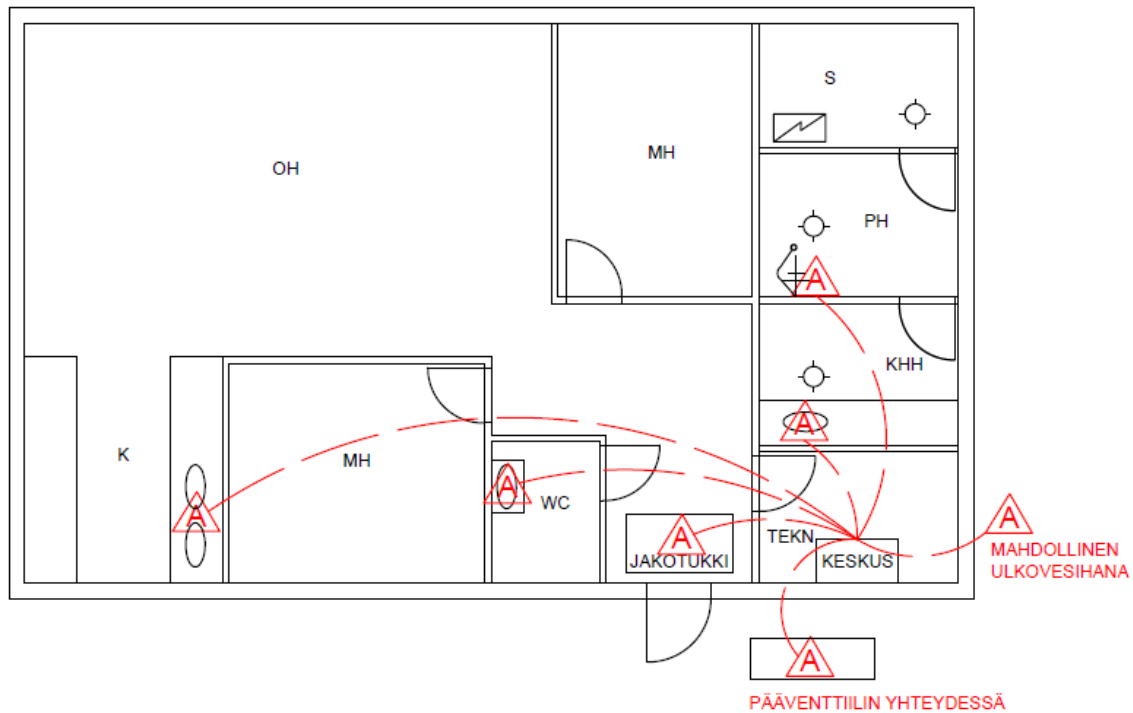 S
OH
MH
PH
A
KHH
A
K
MH
A
WC
A
A
TEKN
A
JAKOTUKKI
KESKUS
MAHDOLLINEN
ULKOVESIHANA
A
PÄÄVENTTIILIN YHTEYDESSÄ